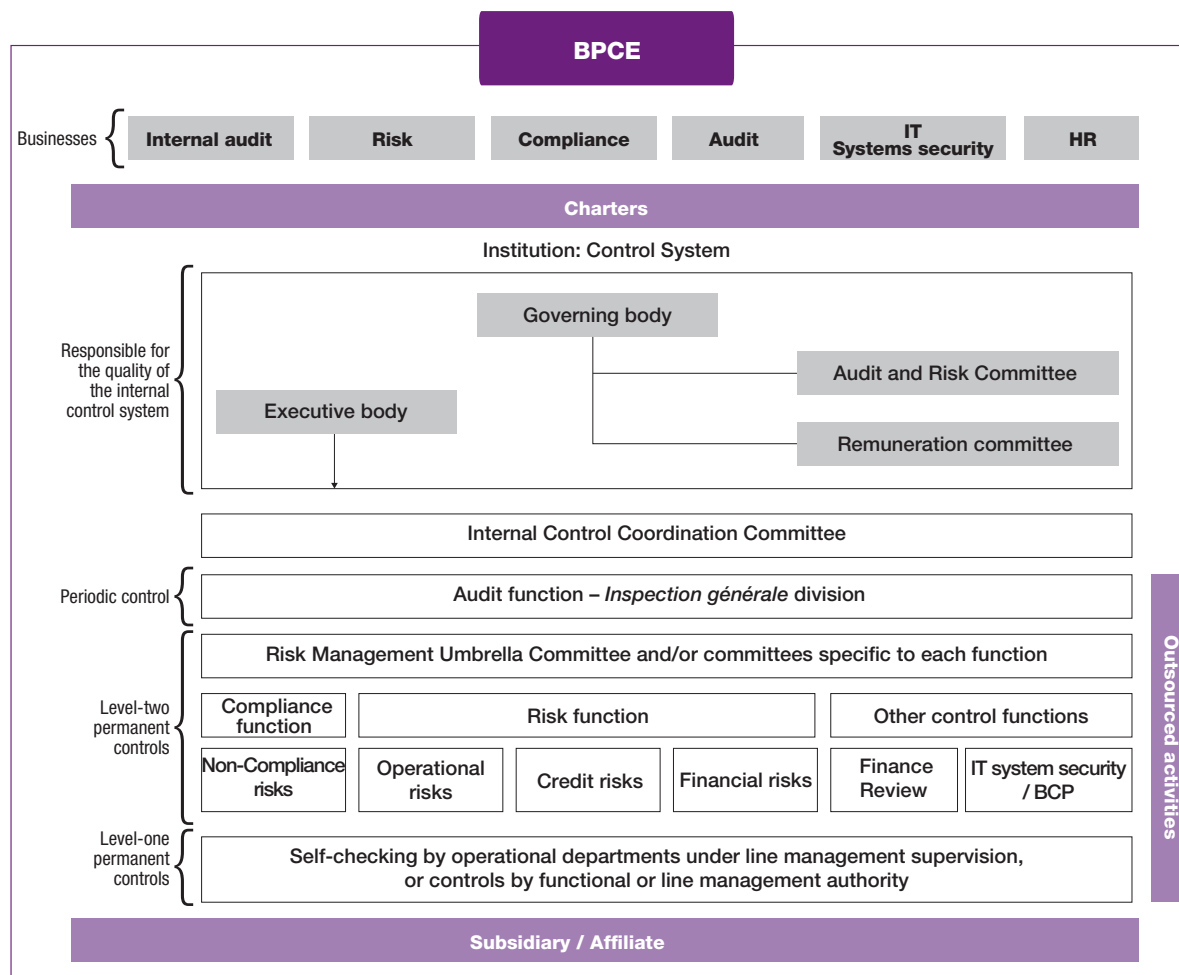 BPCE
Businesses
Internal audit
Risk
Compliance
Audit
IT
Systems security
HR
Charters
Institution: Control System
Responsible for
the quality of
the internal
control system
Governing body
Audit and Risk Committee
Executive body
Remuneration committee
Internal Control Coordination Committee
Periodic control
Audit function – Inspection générale division
Risk Management Umbrella Committee and/or committees specific to each function
Level-two
permanent
controls
Compliance
function
Risk function
Other control functions
Non-Compliance
risks
Operational
risks
Credit risks
Financial risks
Finance
Review
IT system security
/ BCP
Level-one
permanent
controls
Self-checking by operational departments under line management supervision,
or controls by functional or line management authority
Outsourced activities
Subsidiary / Affiliate